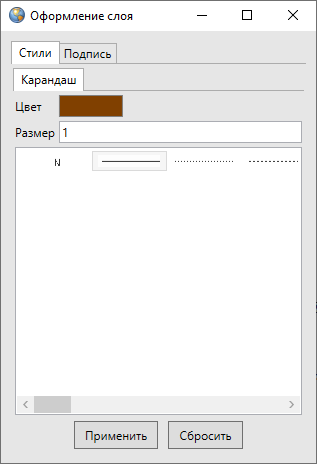 Оформление слоя
Стили Подпись
Карандаш
Цвет
Размер 1
N
Применить Сбросить